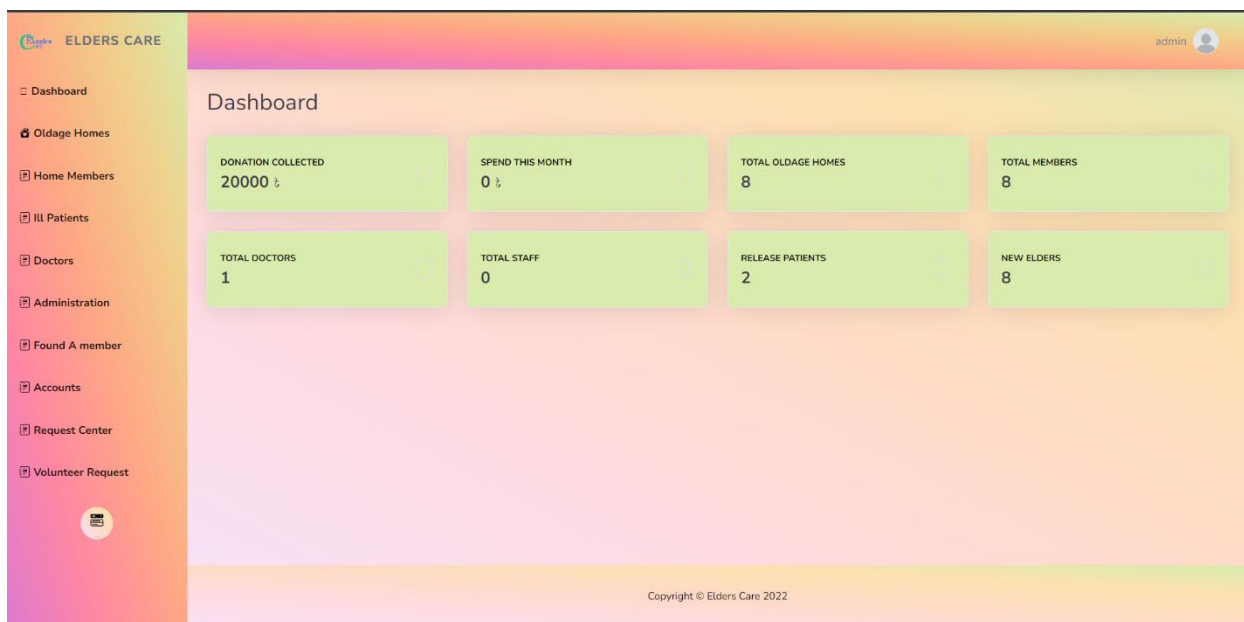 ELDERS CARE
admin
Dashboard
Oldage Homes
Home Members
Ill Patients
Doctors
Administration
Found A member
Accounts
Request Center
Volunteer Request
Dashboard
DONATION COLLECTED
20000 ৳
SPEND THIS MONTH
0 ৳
TOTAL OLDAGE HOMES
8
TOTAL MEMBERS
8
TOTAL DOCTORS
1
TOTAL STAFF
0
RELEASE PATIENTS
2
NEW ELDERS
8
Copyright © Elders Care 2022